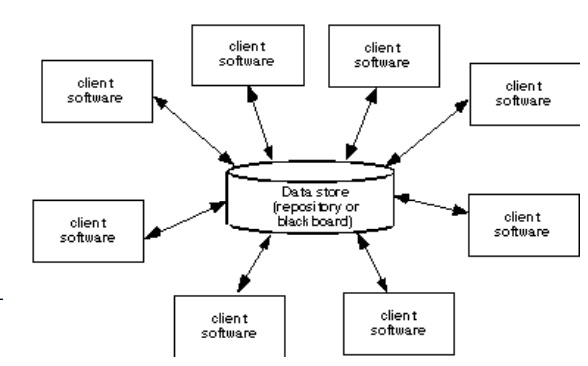 client
software
client
software
client
software
client
software
Data store
(repository or
blackboard)
client
software
client
software
client
software
client
software